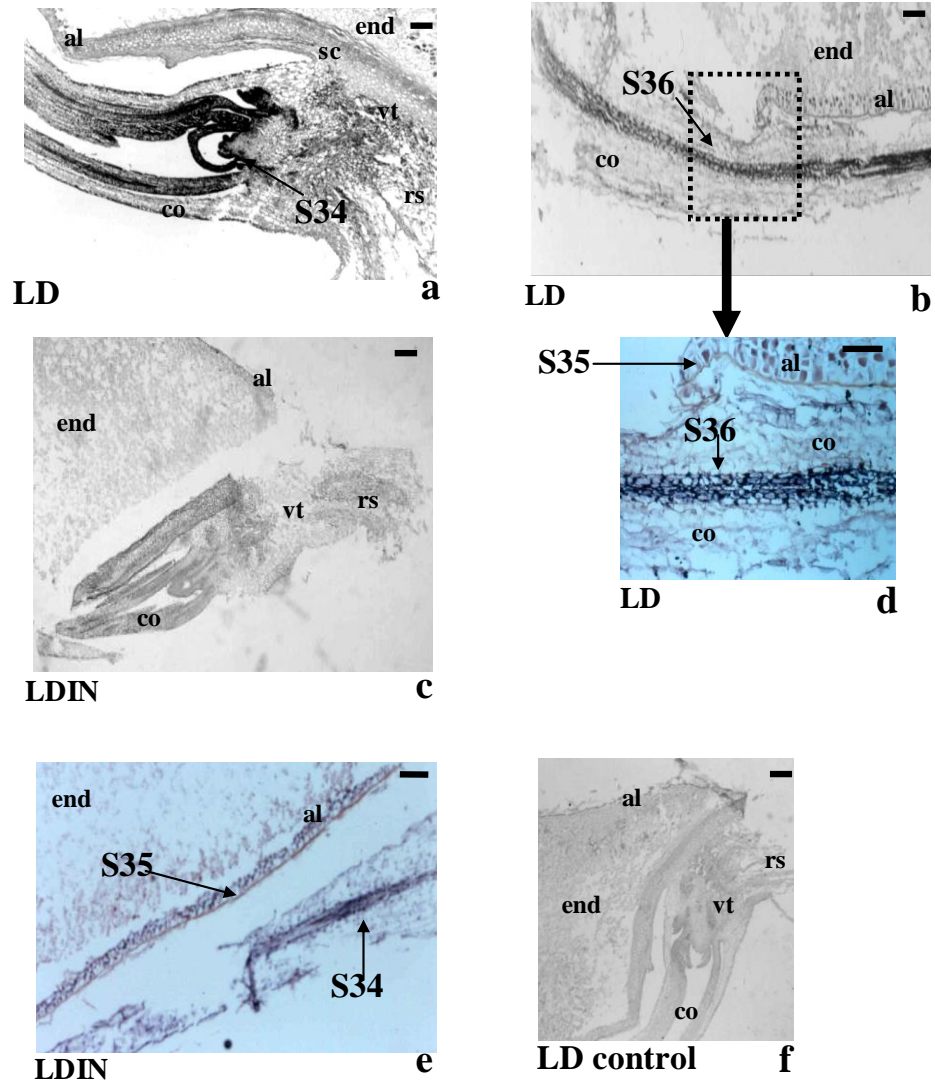 al
end
sc
vt
rs
S34
co
LD
a
end
S36
al
co
LD
b
S35
al
S36
co
co
LD
d
al
end
vt
rs
co
LDIN
c
end
al
S35
S34
LDIN
e
al
rs
end
vt
co
LD control
f